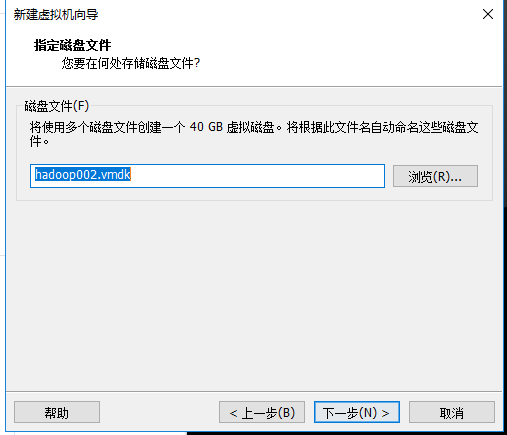 新建虚拟机向导
指定磁盘文件
您要在何处存储磁盘文件?
磁盘文件(F)
将使用多个磁盘文件创建一个 40 GB 虚拟磁盘。将根据此文件名自动命名这些磁盘文
件。
hadoop002.vmdk
浏览(R)...
帮助
< 上一步(B)
下一步(N) >
取消